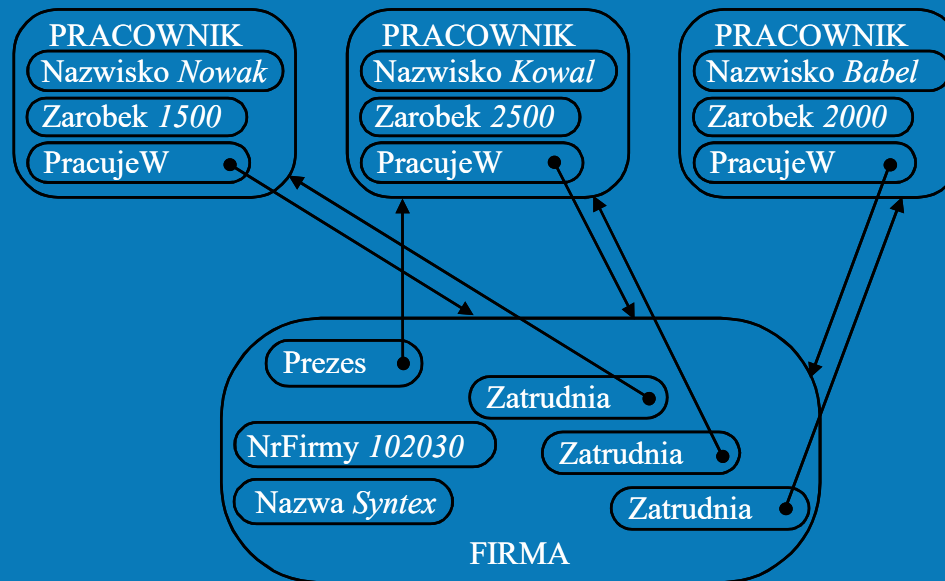 PRACOWNIK
Nazwisko Nowak
Zarobek 1500
PracujeW
PRACOWNIK
Nazwisko Kowal
Zarobek 2500
PracujeW
PRACOWNIK
Nazwisko Babel
Zarobek 2000
PracujeW
Prezes
Zatrudnia
NrFirmy 102030
Zatrudnia
Nazwa Syntex
Zatrudnia
FIRMA